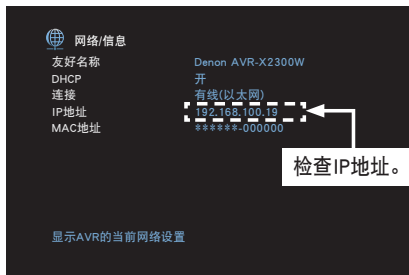 网络/信息
友好名称 Denon AVR-X2300W
DHCP 开
连接 有线(以太网)
IP地址 192.168.100.19
MAC地址 ******-000000
检查IP地址。
显示AVR的当前网络设置